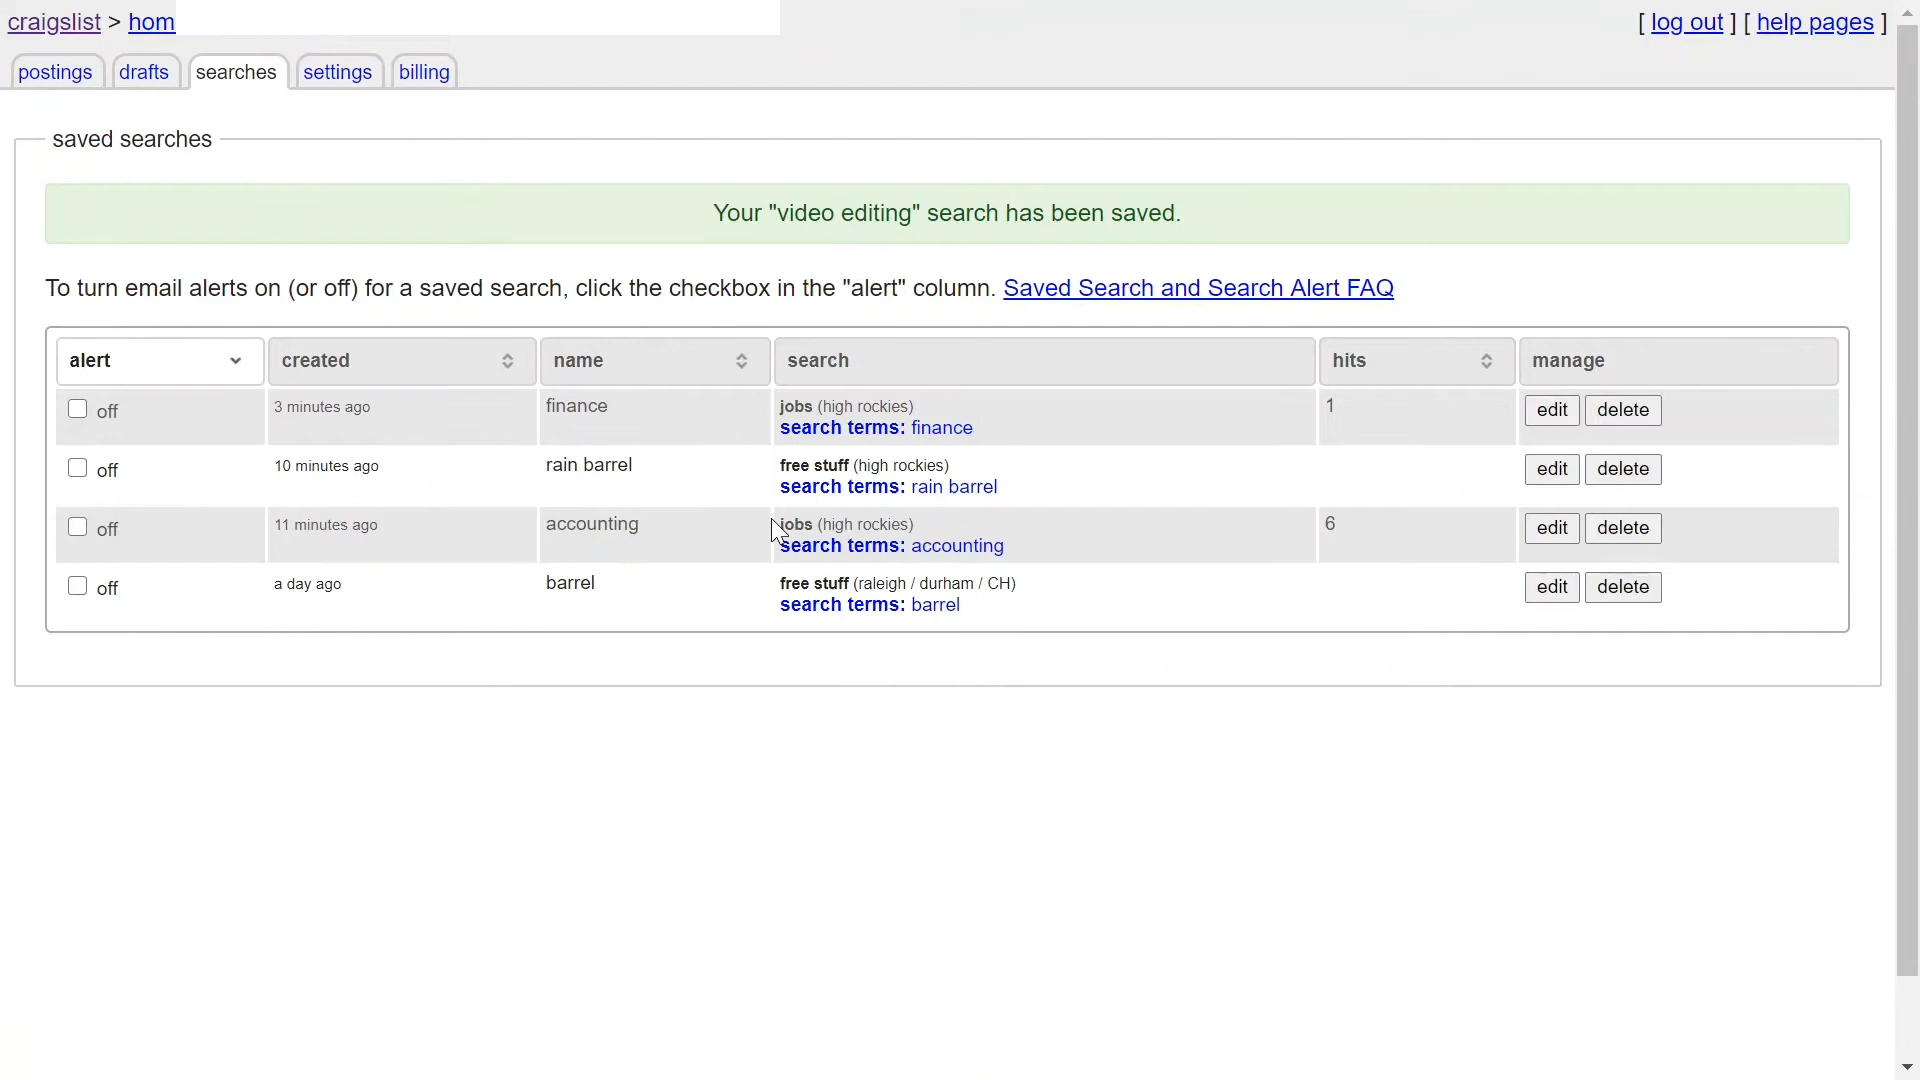 craigslist > hom
[ log out ] [ help pages ]
postings drafts searches settings billing
saved searches
Your "video editing" search has been saved.
To turn email alerts on (or off) for a saved search, click the checkbox in the "alert" column. Saved Search and Search Alert FAQ
alert created name search hits manage
off 3 minutes ago finance jobs (high rockies) 1 edit delete
search terms: finance
off 10 minutes ago rain barrel free stuff (high rockies) edit delete
search terms: rain barrel
off 11 minutes ago accounting jobs (high rockies) 6 edit delete
search terms: accounting
off a day ago barrel free stuff (raleigh / durham / CH) edit delete
search terms: barrel